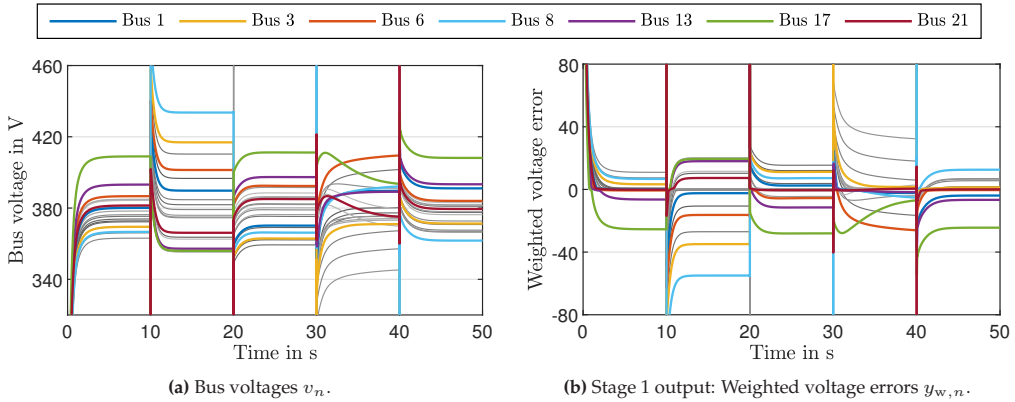 Bus 1 Bus 3 Bus 6 Bus 8 Bus 13 Bus 17 Bus 21
460
420
380
340
0 10 20 30 40 50
Bus voltage in V
Time in s
(a) Bus voltages vₙ.
80
40
0
-40
-80
0 10 20 30 40 50
Weighted voltage error
Time in s
(b) Stage 1 output: Weighted voltage errors y_{w,n}.